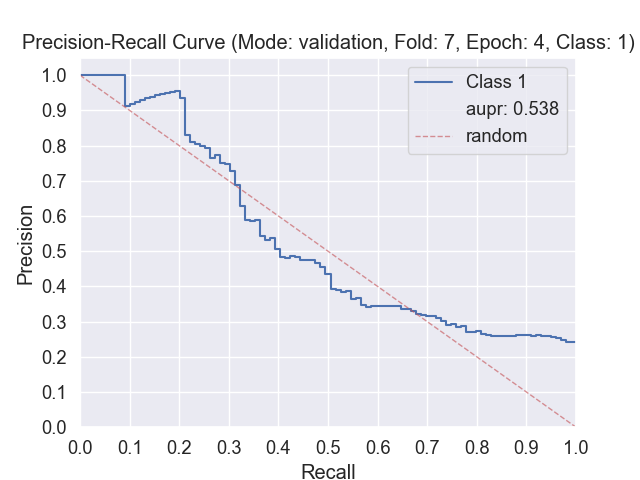 Precision-Recall Curve (Mode: validation, Fold: 7, Epoch: 4, Class: 1)
1.0
0.9
0.8
0.7
0.6
0.5
0.4
0.3
0.2
0.1
0.0
Precision
Class 1
aupr: 0.538
random
0.0 0.1 0.2 0.3 0.4 0.5 0.6 0.7 0.8 0.9 1.0
Recall